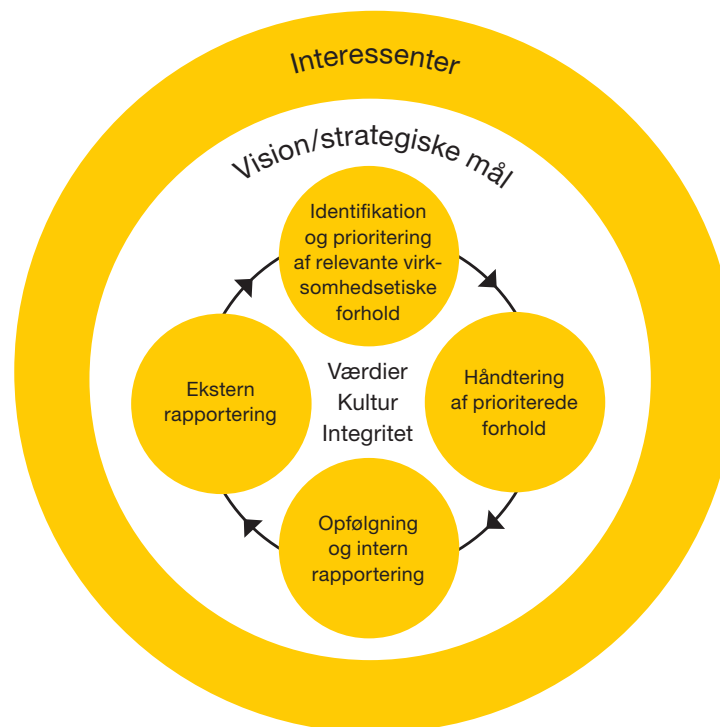 Interessenter
Vision/strategiske mål
Identifikation
og prioritering
af relevante virk-
somhedsetiske
forhold
Ekstern
rapportering
Værdier
Kultur
Integritet
Håndtering
af prioriterede
forhold
Opfølgning
og intern
rapportering